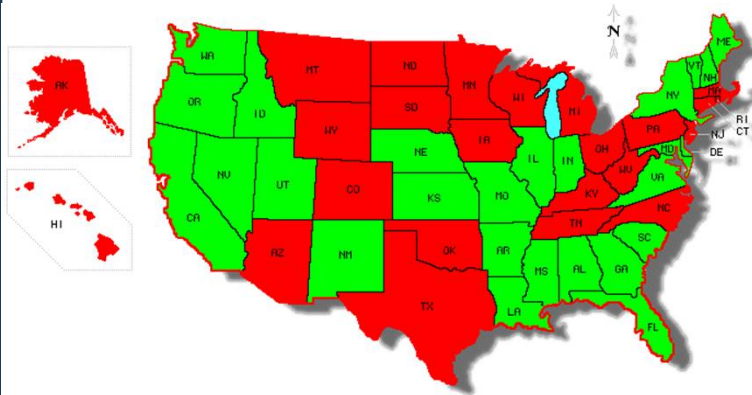 N
ME
WA
VT
NH
MT
ND
AK
MN
OR
WI
NY
MA
ID
SD
MI
RI
WY
CT
IA
PA
NJ
NE
OH
MD
DE
IL
IN
NV
WV
UT
VA
CO
KS
MO
KY
CA
NC
HI
TN
OK
SC
AZ
NM
AR
MS
AL
GA
TX
LA
FL